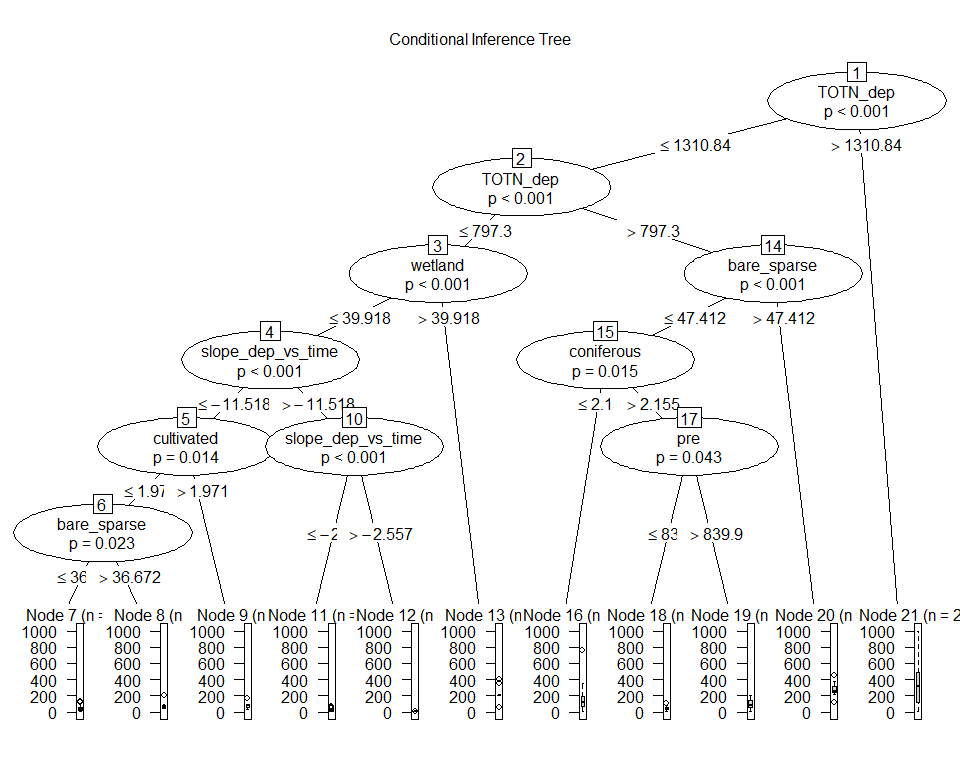 Conditional Inference Tree
1
TOTN_dep
p < 0.001
≤ 1310.84
> 1310.84
2
TOTN_dep
p < 0.001
≤ 797.3
> 797.3
3
wetland
p < 0.001
14
bare_sparse
p < 0.001
≤ 39.918
> 39.918
≤ 47.412
> 47.412
4
slope_dep_vs_time
p < 0.001
15
coniferous
p = 0.015
≤ −11.518
> −11.518
≤ 2.1
> 2.155
5
cultivated
p = 0.014
10
slope_dep_vs_time
p < 0.001
17
pre
p = 0.043
≤ 1.97
> 1.971
6
bare_sparse
p = 0.023
≤ −2
> −2.557
≤ 83
> 839.9
≤ 36
> 36.672
Node 7 (n =
Node 8 (n
Node 9 (n
Node 11 (n =
Node 12 (n
Node 13 (n
Node 16 (n
Node 18 (n
Node 19 (n
Node 20 (n
Node 21 (n = 2
1000 1000 1000 1000 1000 1000 1000 1000 1000 1000 1000
800 800 800 800 800 800 800 800 800 800 800
600 600 600 600 600 600 600 600 600 600 600
400 400 400 400 400 400 400 400 400 400 400
200 200 200 200 200 200 200 200 200 200 200
0 0 0 0 0 0 0 0 0 0 0